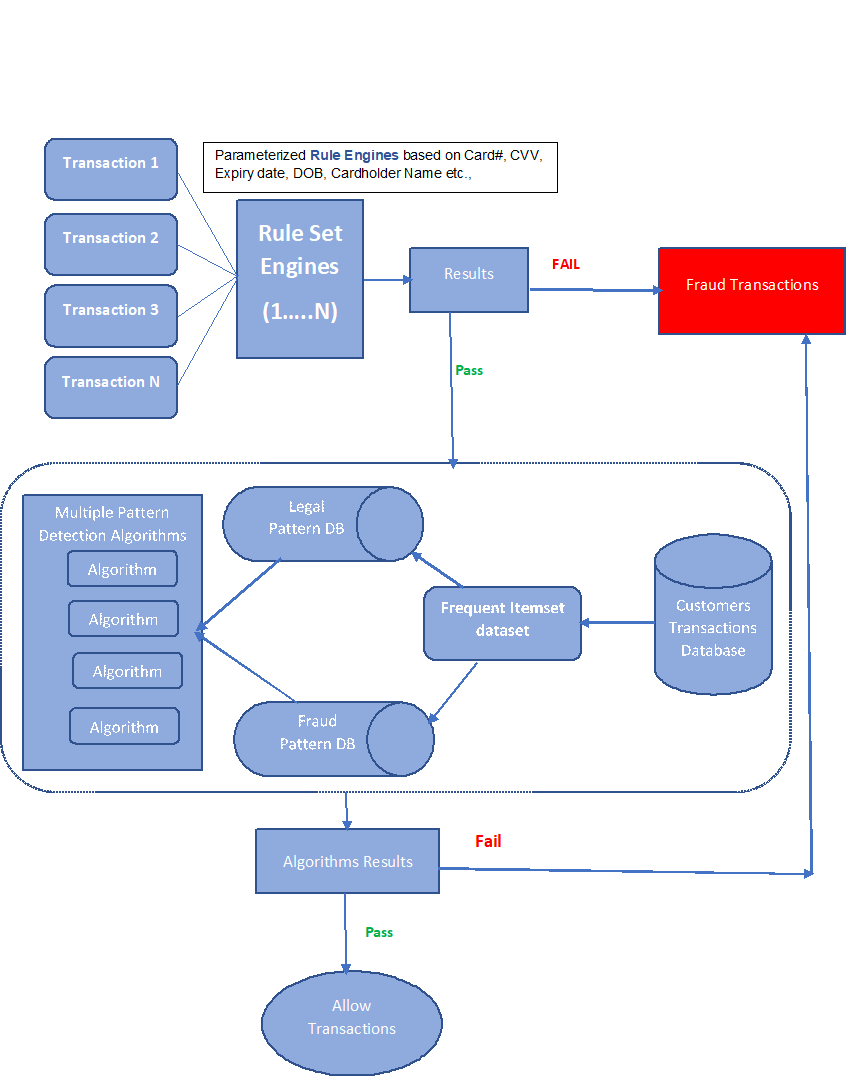 Transaction 1
Parameterized Rule Engines based on Card#, CVV,
Expiry date, DOB, Cardholder Name etc.,
Transaction 2
Transaction 3
Transaction N
Rule Set
Engines
(1…..N)
Results
FAIL
Fraud Transactions
Pass
Multiple Pattern
Detection Algorithms
Algorithm
Algorithm
Algorithm
Algorithm
Legal
Pattern DB
Frequent Itemset
dataset
Customers
Transactions
Database
Fraud
Pattern DB
Algorithms Results
Fail
Pass
Allow
Transactions